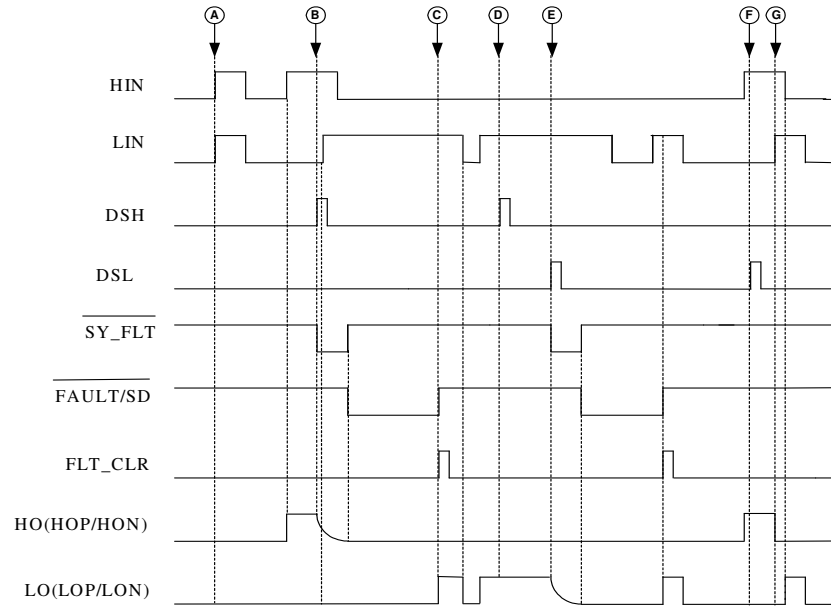 A B C D E F G
HIN
LIN
DSH
DSL
SY_FLT
FAULT/SD
FLT_CLR
HO(HOP/HON)
LO(LOP/LON)